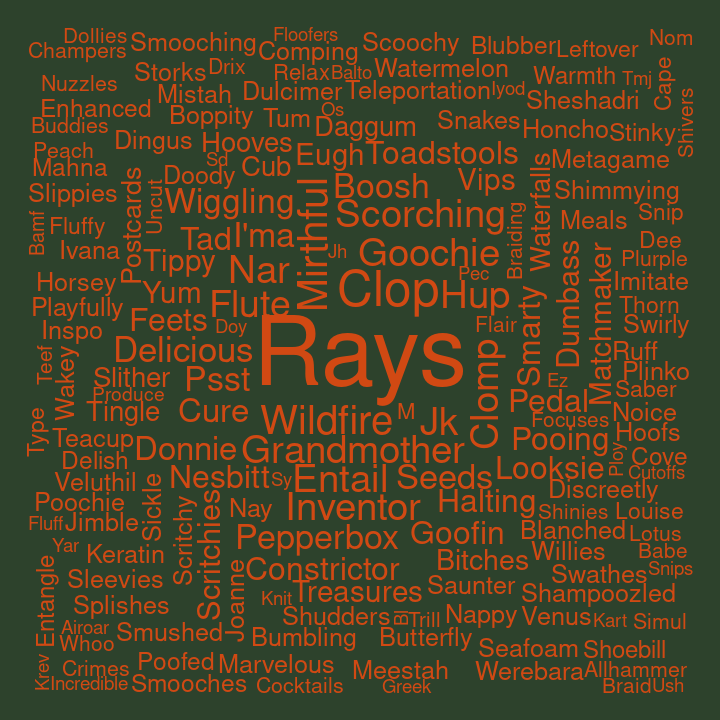 Dollies
Floofers
Nom
Champers
Smooching
Comping
Scoochy
Blubber
Leftover
Storks
Drix
Relax
Balto
Watermelon
Warmth
Tmj
Cape
Nuzzles
Mistah
Dulcimer
Teleportation
Iyod
Sheshadri
Shivers
Enhanced
Boppity
Tum
Os
Daggum
Snakes
Honcho
Stinky
Buddies
Dingus
Hooves
Eugh
Toadstools
Metagame
Peach
Mahna
Sd
Doody
Cub
Boosh
Vips
Waterfalls
Shimmying
Slippies
Postcards
Uncut
Wiggling
Mirthful
Scorching
Meals
Snip
Bamf
Fluffy
Tad
I'ma
Braiding
Dee
Ivana
Tippy
Nar
Jh
Goochie
Pec
Dumbass
Matchmaker
Plurple
Horsey
Yum
Flute
Clop
Hup
Smarty
Imitate
Playfully
Feets
Doy
Rays
Flair
Thorn
Inspo
Swirly
Teef
Wakey
Delicious
Clomp
Ruff
Slither
Psst
Ez
Plinko
Produce
Pedal
Saber
Type
Tingle
Cure
Wildfire
M
Jk
Focuses
Noice
Teacup
Donnie
Grandmother
Pooing
Hoofs
Delish
Looksie
Ploy
Cove
Veluthil
Sickle
Nesbitt
Sy
Entail
Seeds
Cutoffs
Discreetly
Poochie
Scritchy
Scritchies
Nay
Inventor
Halting
Shinies
Louise
Fluff
Jimble
Pepperbox
Goofin
Blanched
Lotus
Yar
Keratin
Bitches
Willies
Babe
Entangle
Sleevies
Joanne
Constrictor
Swathes
Snips
Splishes
Knit
Treasures
Saunter
Shampoozled
Airoar
Smushed
Shudders
Bl
Trill
Nappy
Venus
Kart
Simul
Whoo
Bumbling
Butterfly
Seafoam
Shoebill
Krev
Crimes
Poofed
Marvelous
Meestah
Werebara
Allhammer
Incredible
Smooches
Cocktails
Greek
Braid
Ush